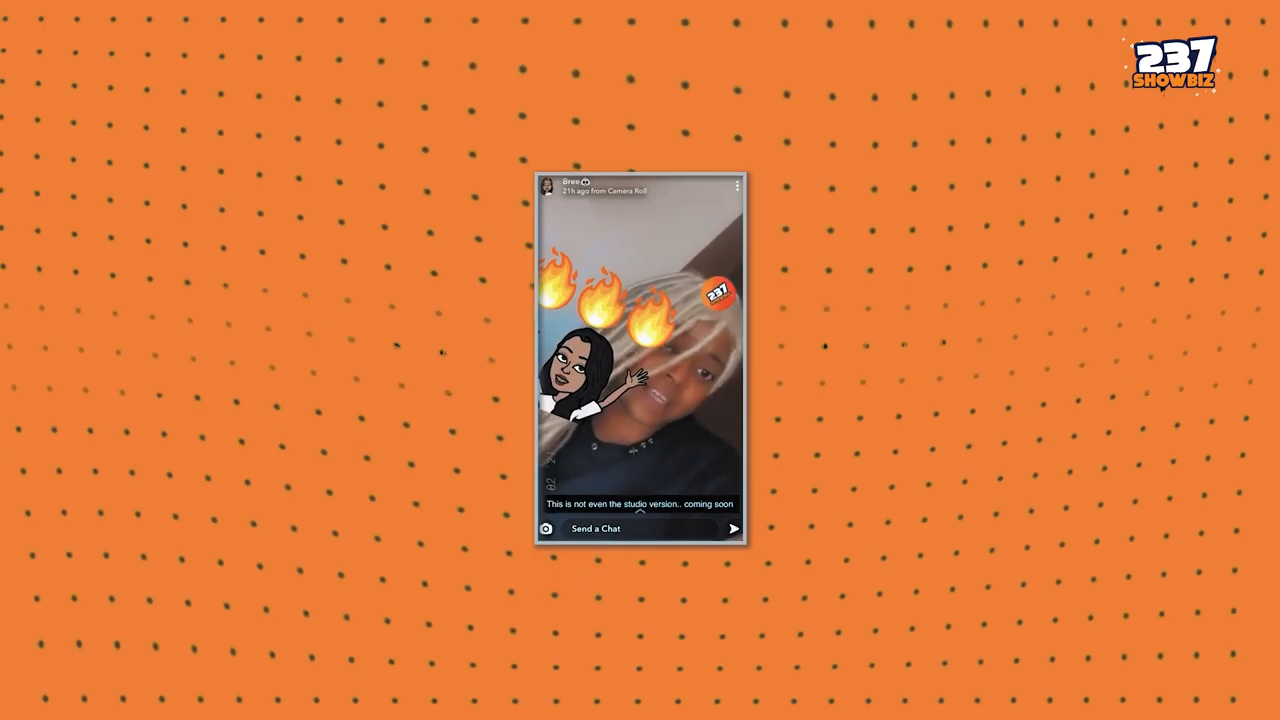 237
SHOWBIZ
Bree
21h ago from Camera Roll
237
This is not even the studio version.. coming soon
Send a Chat